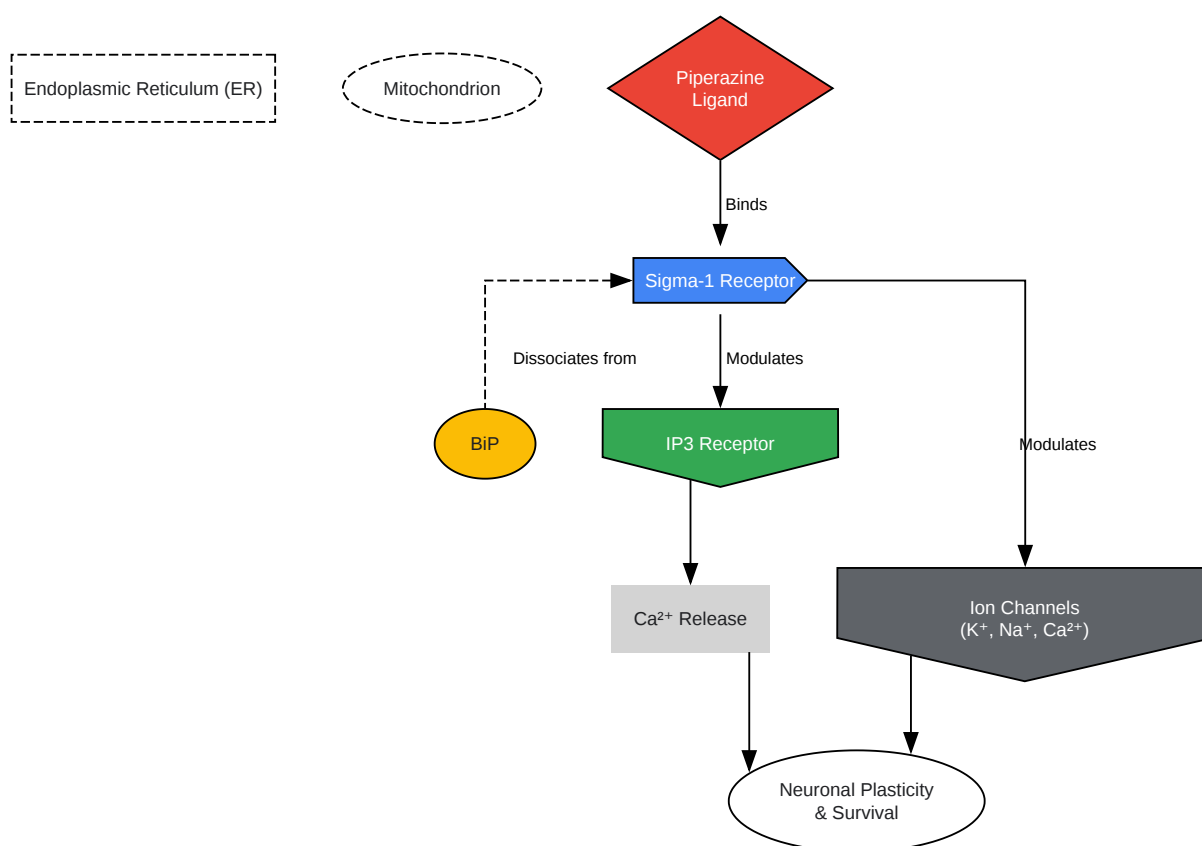 Endoplasmic Reticulum (ER)
Mitochondrion
Piperazine
Ligand
Binds
Sigma-1 Receptor
Dissociates from
Modulates
BiP
IP3 Receptor
Modulates
Ca²⁺ Release
Ion Channels
(K⁺, Na⁺, Ca²⁺)
Neuronal Plasticity
& Survival